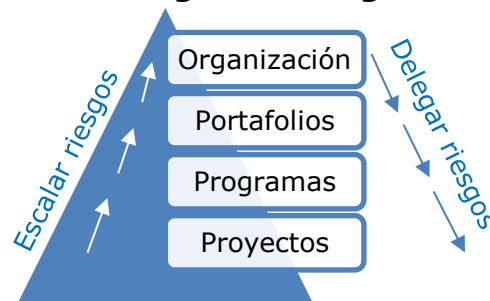 Organización
Portafolios
Programas
Proyectos
Escalar riesgos
Delegar riesgos